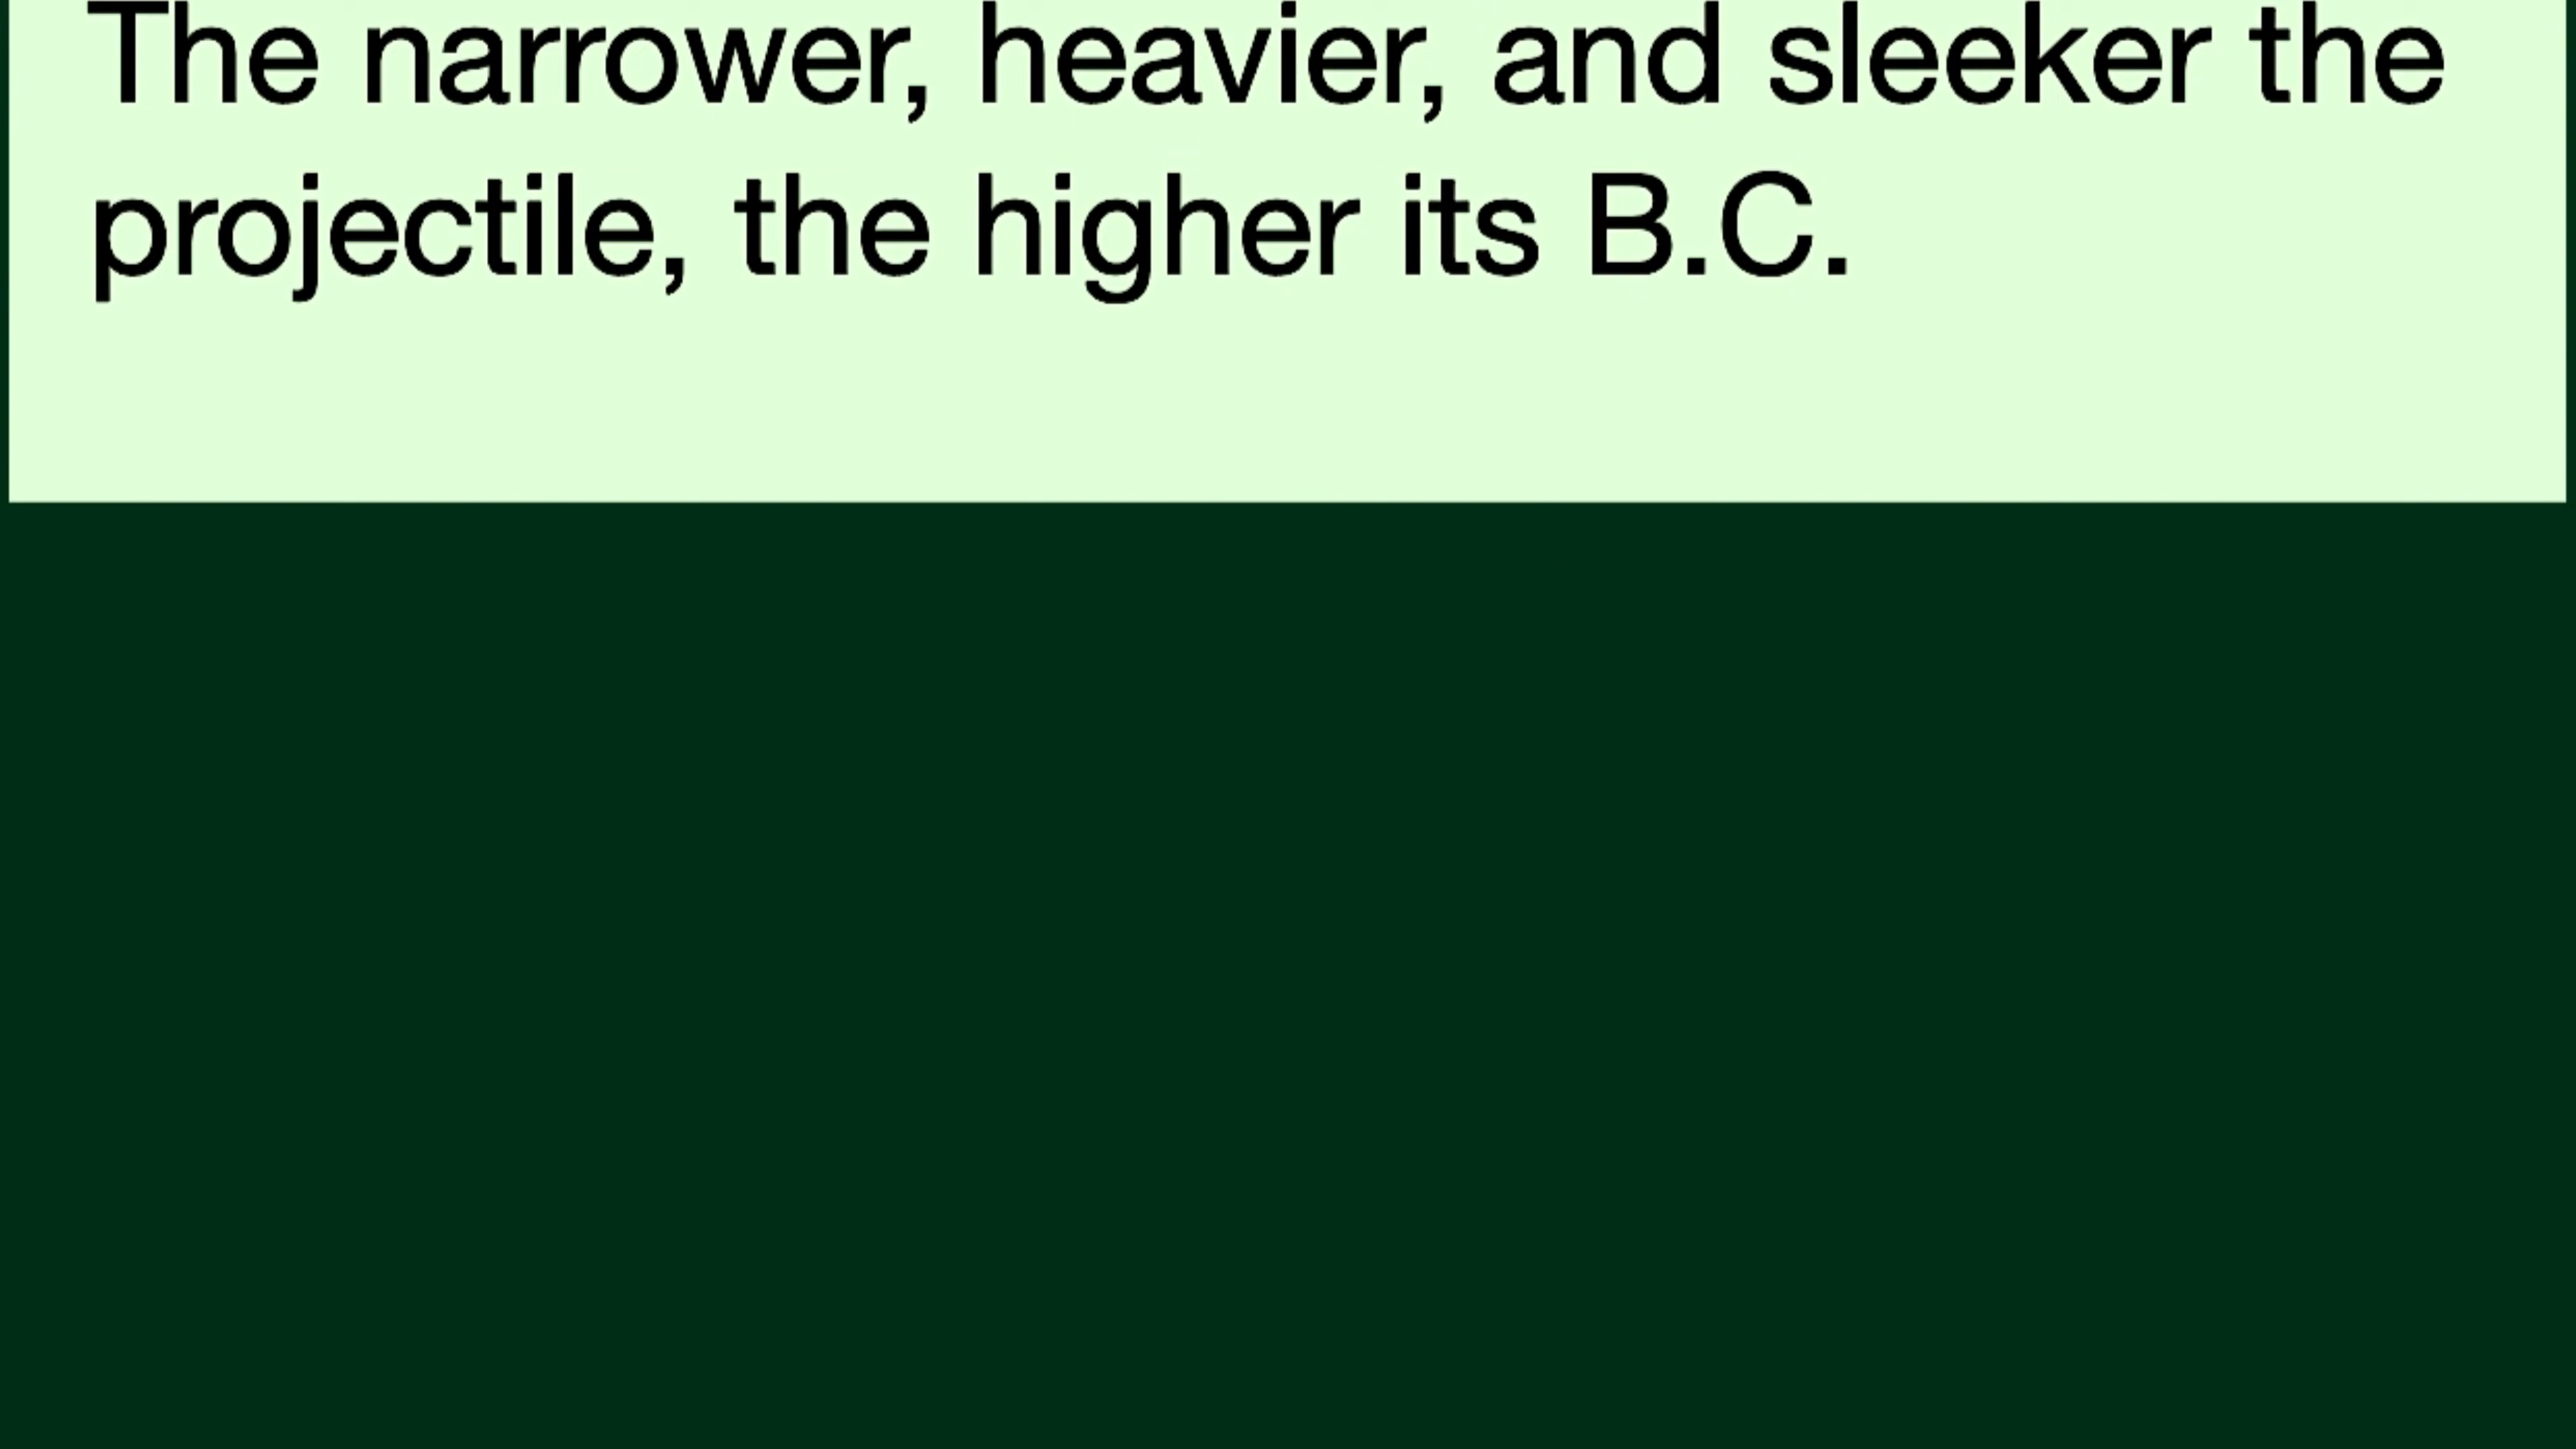 The narrower, heavier, and sleeker the
projectile, the higher its B.C.